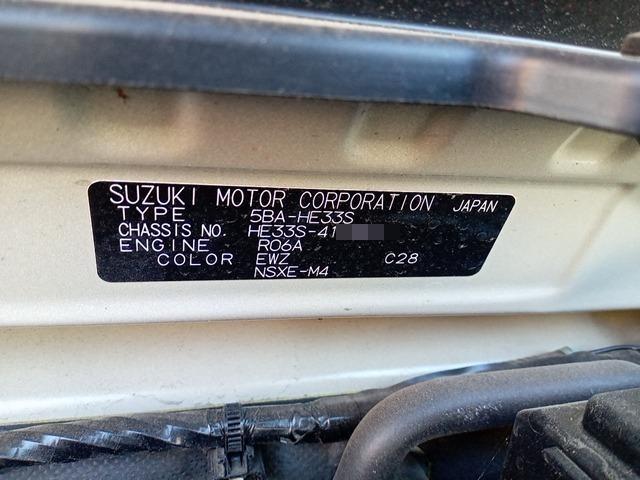 SUZUKI MOTOR CORPORATION JAPAN
TYPE 5BA-HE33S
CHASSIS NO. HE33S-41
ENGINE R06A
COLOR EWZ C28
NSXE-M4